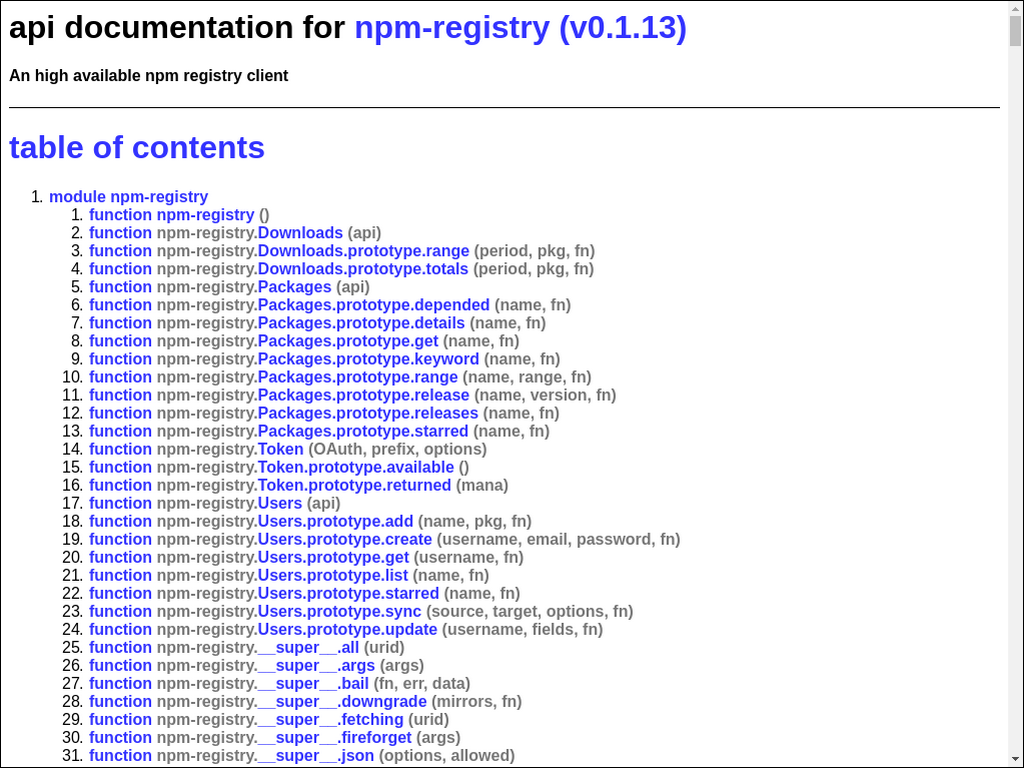 api documentation for npm-registry (v0.1.13)
An high available npm registry client
table of contents
1. module npm-registry
1. function npm-registry ()
2. function npm-registry.Downloads (api)
3. function npm-registry.Downloads.prototype.range (period, pkg, fn)
4. function npm-registry.Downloads.prototype.totals (period, pkg, fn)
5. function npm-registry.Packages (api)
6. function npm-registry.Packages.prototype.depended (name, fn)
7. function npm-registry.Packages.prototype.details (name, fn)
8. function npm-registry.Packages.prototype.get (name, fn)
9. function npm-registry.Packages.prototype.keyword (name, fn)
10. function npm-registry.Packages.prototype.range (name, range, fn)
11. function npm-registry.Packages.prototype.release (name, version, fn)
12. function npm-registry.Packages.prototype.releases (name, fn)
13. function npm-registry.Packages.prototype.starred (name, fn)
14. function npm-registry.Token (OAuth, prefix, options)
15. function npm-registry.Token.prototype.available ()
16. function npm-registry.Token.prototype.returned (mana)
17. function npm-registry.Users (api)
18. function npm-registry.Users.prototype.add (name, pkg, fn)
19. function npm-registry.Users.prototype.create (username, email, password, fn)
20. function npm-registry.Users.prototype.get (username, fn)
21. function npm-registry.Users.prototype.list (name, fn)
22. function npm-registry.Users.prototype.starred (name, fn)
23. function npm-registry.Users.prototype.sync (source, target, options, fn)
24. function npm-registry.Users.prototype.update (username, fields, fn)
25. function npm-registry.__super__.all (urid)
26. function npm-registry.__super__.args (args)
27. function npm-registry.__super__.bail (fn, err, data)
28. function npm-registry.__super__.downgrade (mirrors, fn)
29. function npm-registry.__super__.fetching (urid)
30. function npm-registry.__super__.fireforget (args)
31. function npm-registry.__super__.json (options, allowed)